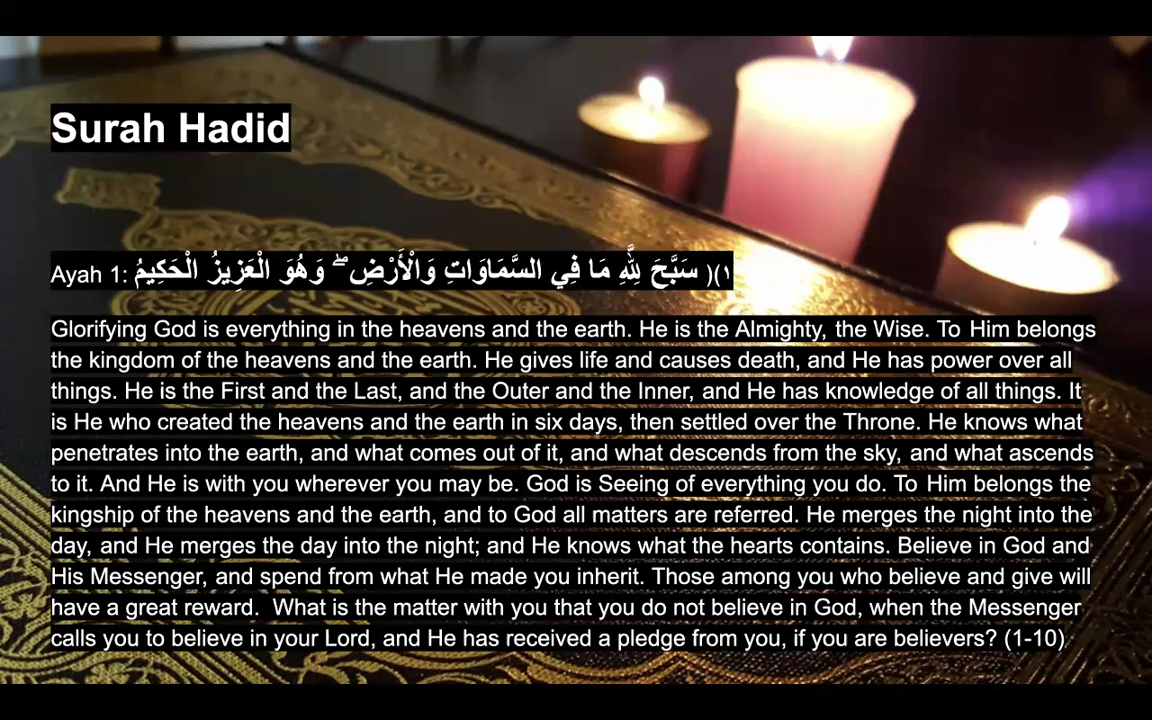 Surah Hadid
Ayah 1: سَبَّحَ لِلَّهِ مَا فِي السَّمَاوَاتِ وَالْأَرْضِ ۖ وَهُوَ الْعَزِيزُ الْحَكِيمُ )(١
Glorifying God is everything in the heavens and the earth. He is the Almighty, the Wise. To Him belongs
the kingdom of the heavens and the earth. He gives life and causes death, and He has power over all
things. He is the First and the Last, and the Outer and the Inner, and He has knowledge of all things. It
is He who created the heavens and the earth in six days, then settled over the Throne. He knows what
penetrates into the earth, and what comes out of it, and what descends from the sky, and what ascends
to it. And He is with you wherever you may be. God is Seeing of everything you do. To Him belongs the
kingship of the heavens and the earth, and to God all matters are referred. He merges the night into the
day, and He merges the day into the night; and He knows what the hearts contains. Believe in God and
His Messenger, and spend from what He made you inherit. Those among you who believe and give will
have a great reward.  What is the matter with you that you do not believe in God, when the Messenger
calls you to believe in your Lord, and He has received a pledge from you, if you are believers? (1-10)